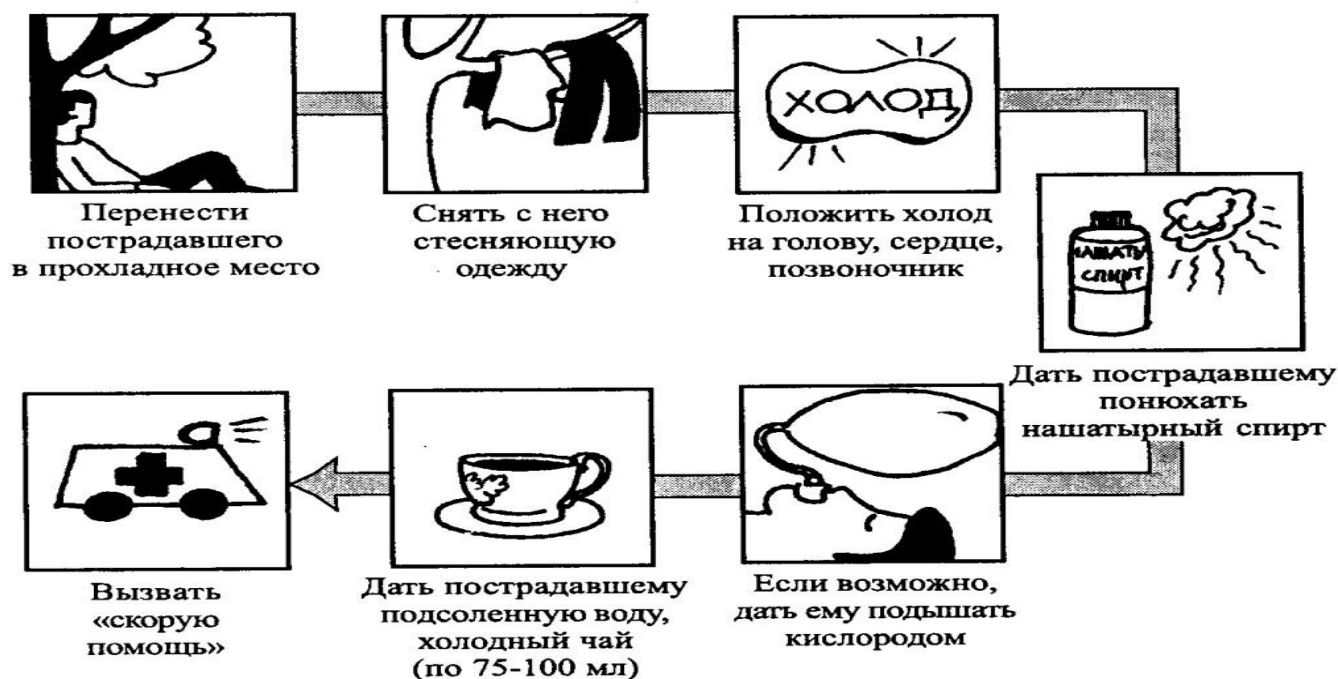 Перенести
пострадавшего
в прохладное место
Снять с него
стесняющую
одежду
ХОЛОД
Положить холод
на голову, сердце,
позвоночник
НАШАТЫ
СПИРТ
Дать пострадавшему
понюхать
нашатырный спирт
Если возможно,
дать ему подышать
кислородом
Дать пострадавшему
подсоленную воду,
холодный чай
(по 75-100 мл)
Вызвать
«скорую
помощь»